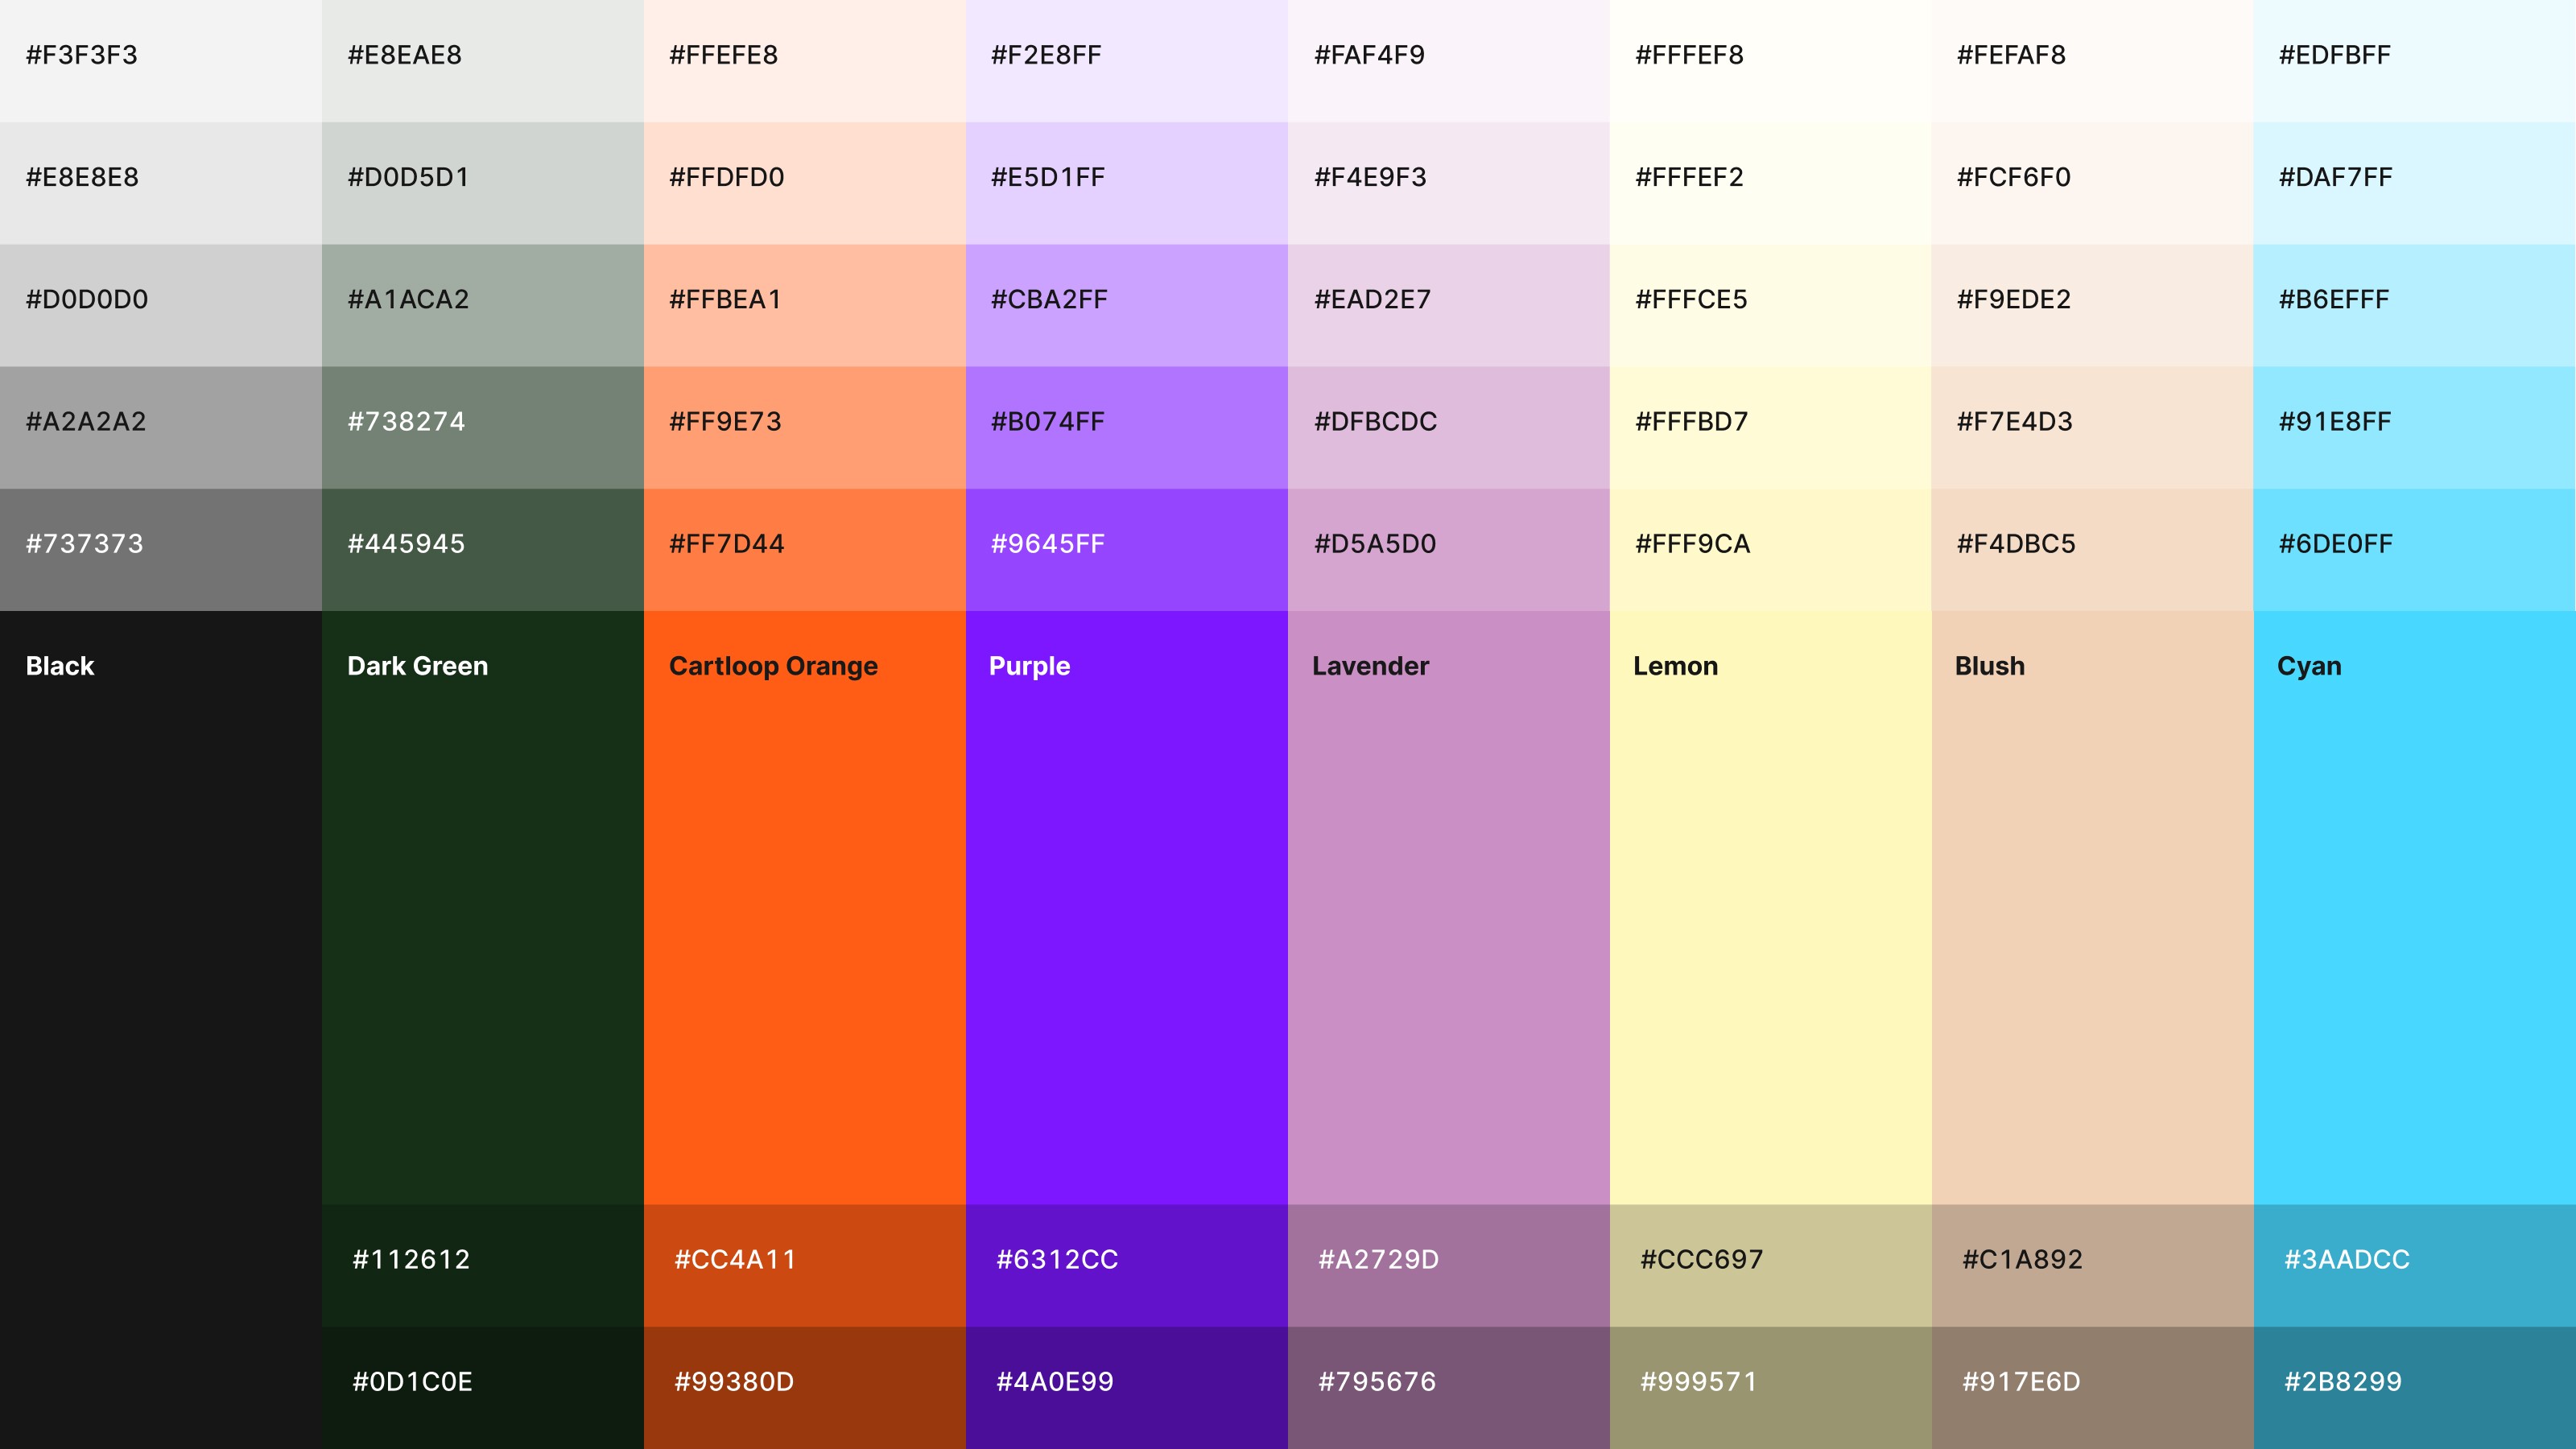 #F3F3F3
#E8EAE8
#FFEFE8
#F2E8FF
#FAF4F9
#FFFEF8
#FEFAF8
#EDFBFF
#E8E8E8
#D0D5D1
#FFDFD0
#E5D1FF
#F4E9F3
#FFFEF2
#FCF6F0
#DAF7FF
#D0D0D0
#A1ACA2
#FFBEA1
#CBA2FF
#EAD2E7
#FFFCE5
#F9EDE2
#B6EFFF
#A2A2A2
#738274
#FF9E73
#B074FF
#DFBCDC
#FFFBD7
#F7E4D3
#91E8FF
#737373
#445945
#FF7D44
#9645FF
#D5A5D0
#FFF9CA
#F4DBC5
#6DE0FF
Black
Dark Green
Cartloop Orange
Purple
Lavender
Lemon
Blush
Cyan
#112612
#CC4A11
#6312CC
#A2729D
#CCC697
#C1A892
#3AADCC
#0D1C0E
#99380D
#4A0E99
#795676
#999571
#917E6D
#2B8299